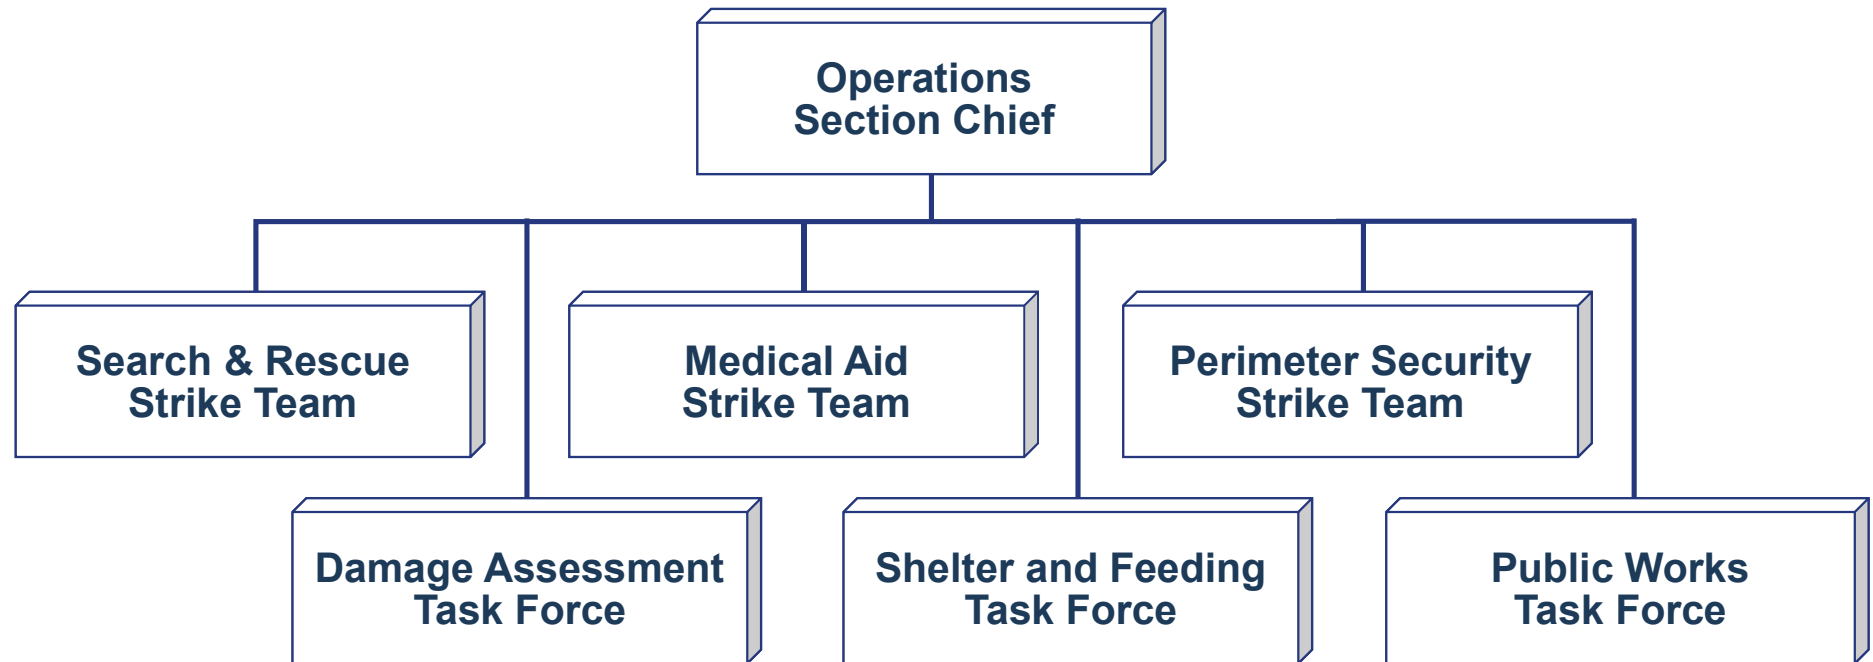 Operations
Section Chief
Search & Rescue
Strike Team
Medical Aid
Strike Team
Perimeter Security
Strike Team
Damage Assessment
Task Force
Shelter and Feeding
Task Force
Public Works
Task Force